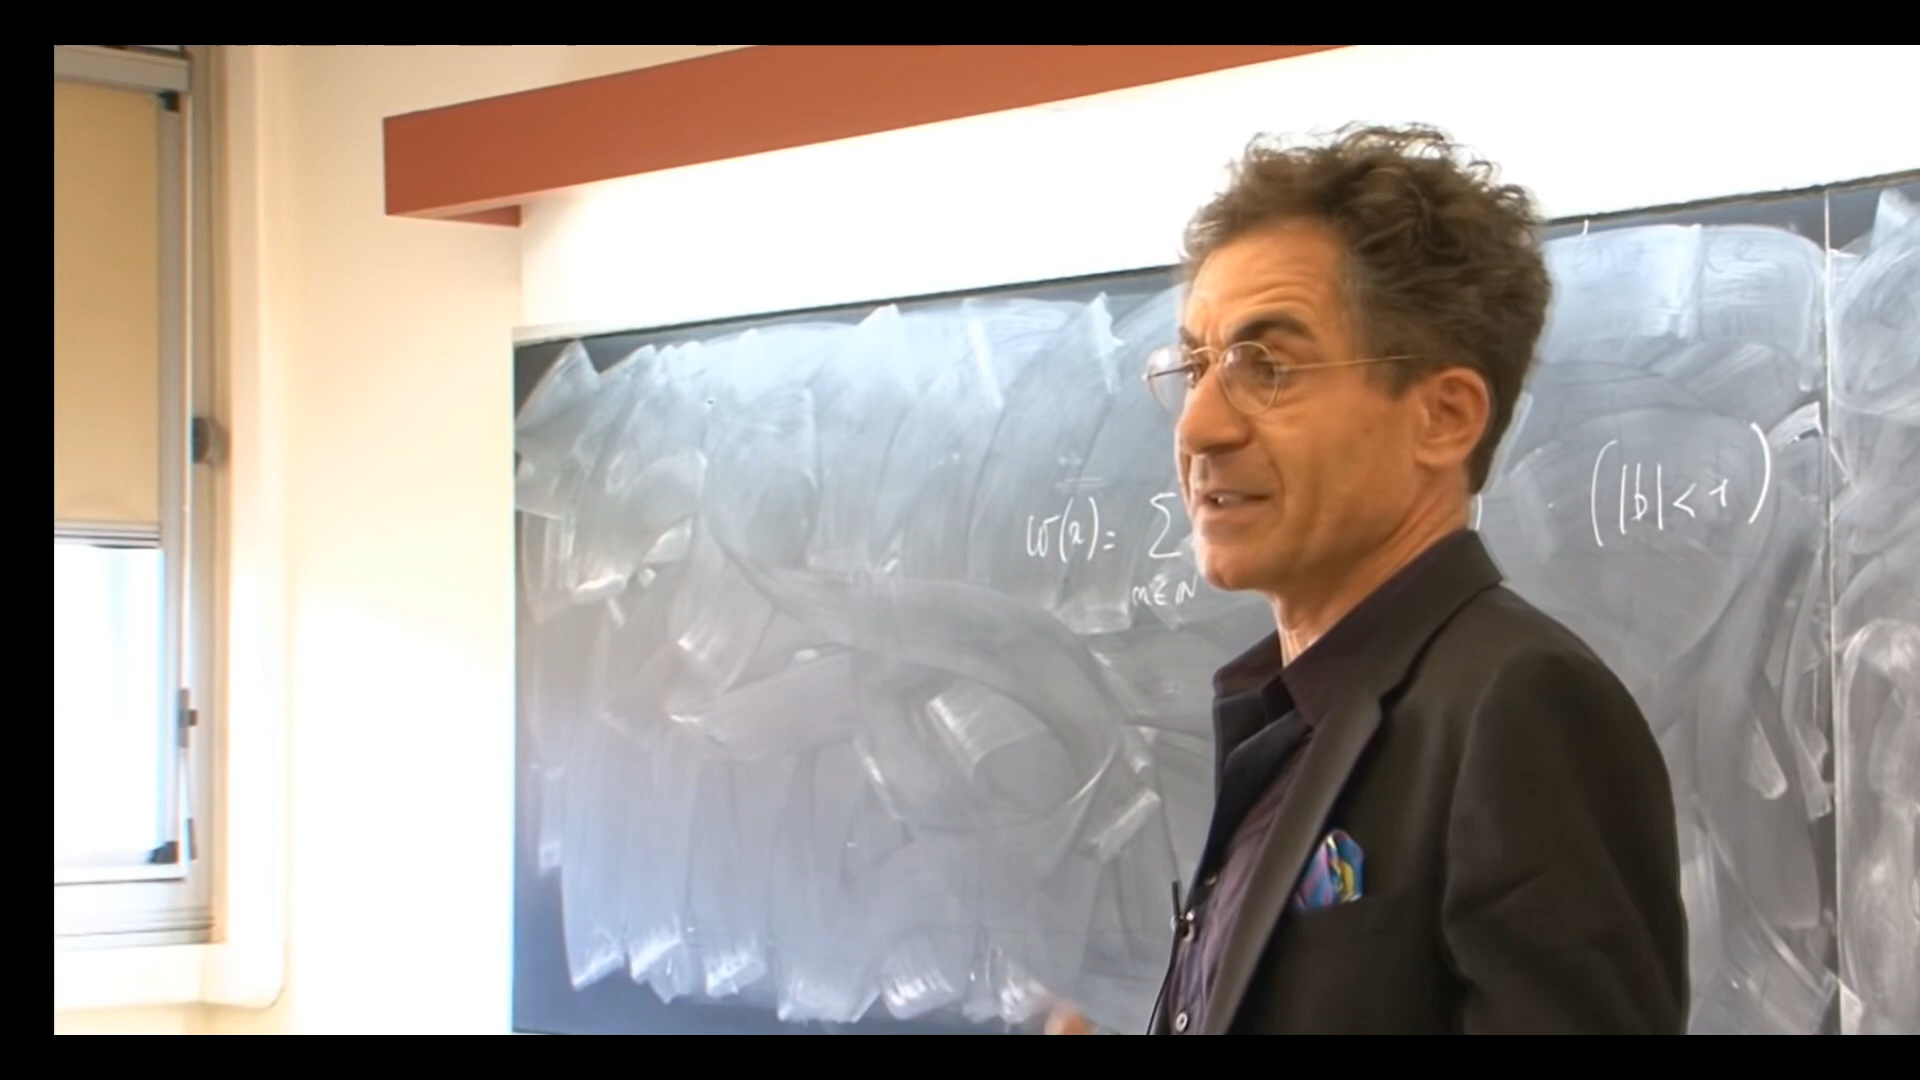 w(x) = ∑ (|b| < 1)
n ∈ ℕ